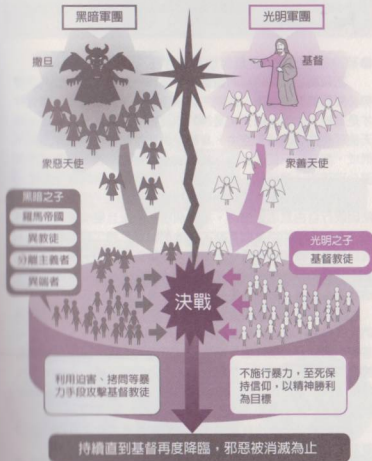 黑暗軍團
光明軍團
撒旦
基督
眾惡天使
眾善天使
黑暗之子
羅馬帝國
異教徒
分離主義者
異端者
光明之子
基督教徒
決戰
利用迫害、拷問等暴
力手段攻擊基督教徒
不施行暴力,至死保
持信仰,以精神勝利
為目標
持續直到基督再度降臨,邪惡被消滅為止